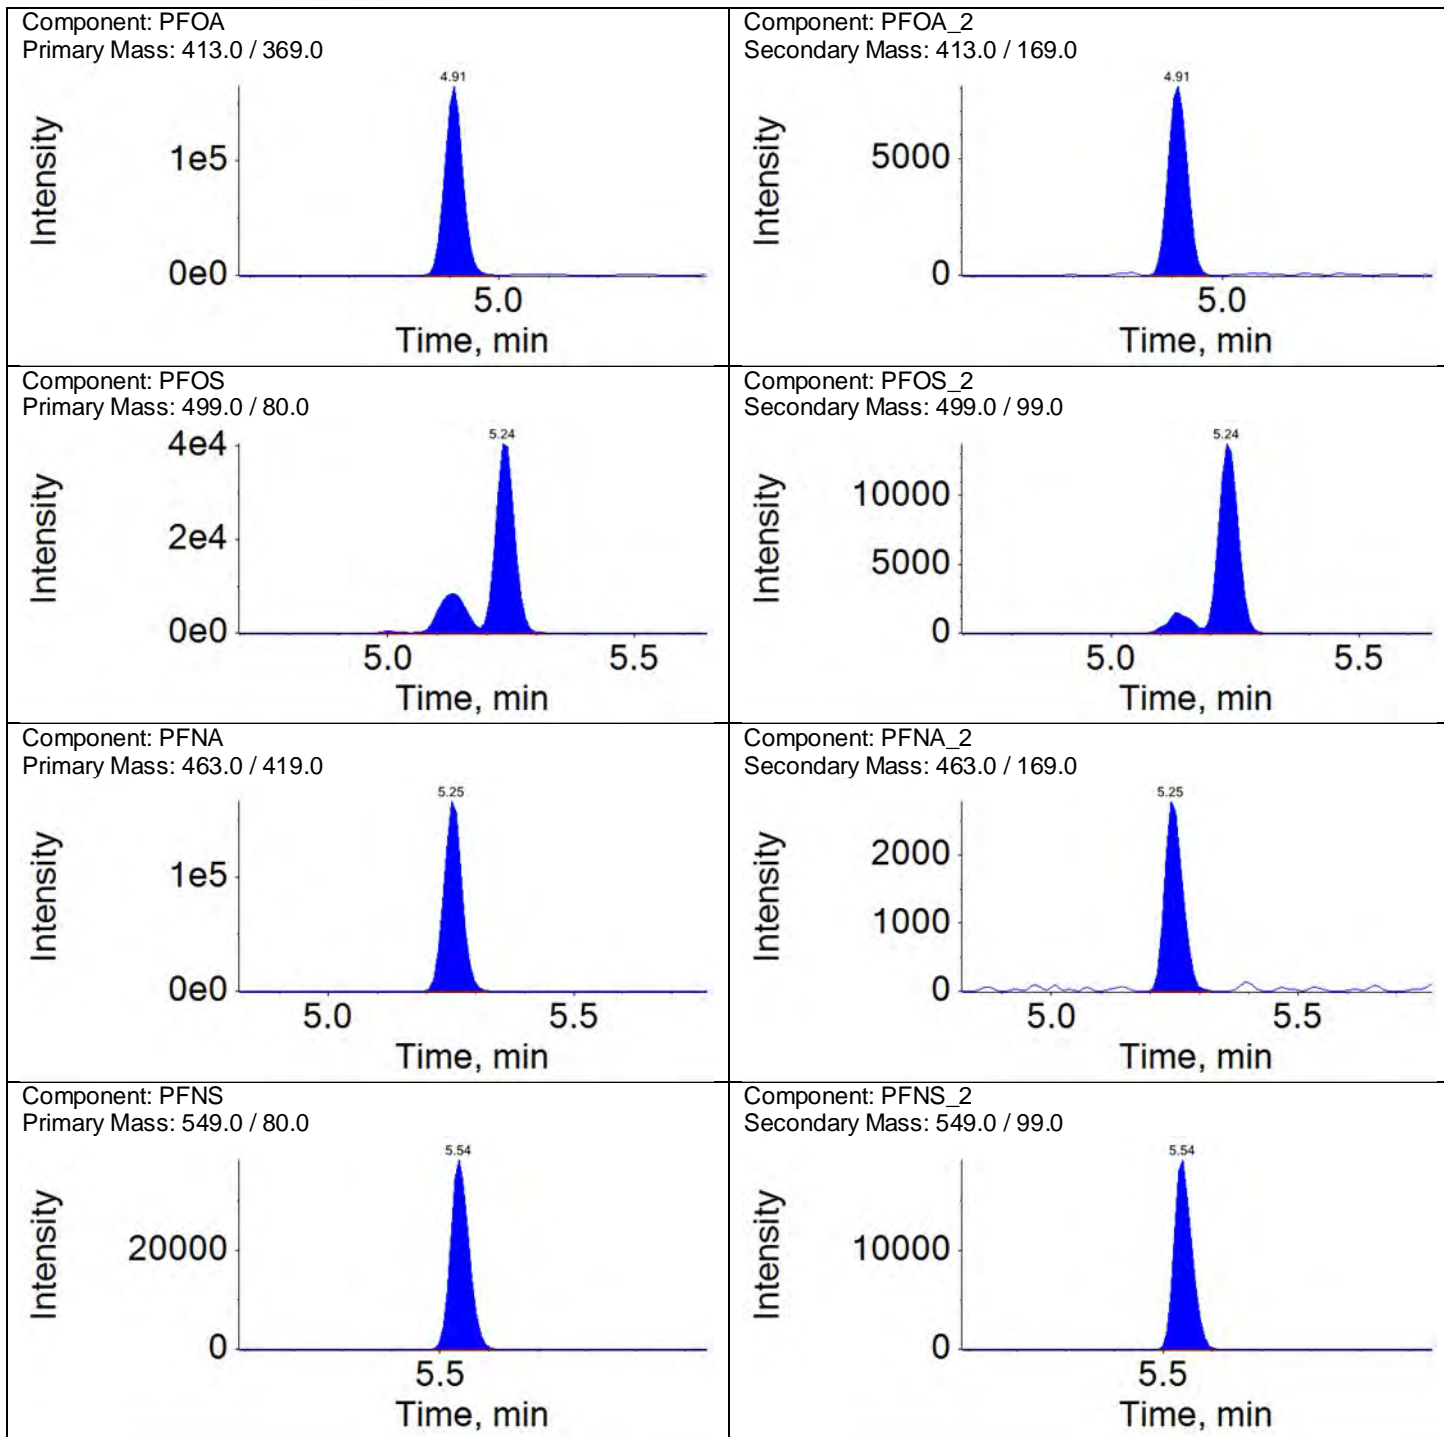 Component: PFOA
Primary Mass: 413.0 / 369.0
4.91
Intensity
1e5
0e0
5.0
Time, min
Component: PFOA_2
Secondary Mass: 413.0 / 169.0
4.91
Intensity
5000
0
5.0
Time, min
Component: PFOS
Primary Mass: 499.0 / 80.0
5.24
Intensity
4e4
2e4
0e0
5.0 5.5
Time, min
Component: PFOS_2
Secondary Mass: 499.0 / 99.0
5.24
Intensity
10000
5000
0
5.0 5.5
Time, min
Component: PFNA
Primary Mass: 463.0 / 419.0
5.25
Intensity
1e5
0e0
5.0 5.5
Time, min
Component: PFNA_2
Secondary Mass: 463.0 / 169.0
5.25
Intensity
2000
1000
0
5.0 5.5
Time, min
Component: PFNS
Primary Mass: 549.0 / 80.0
5.54
Intensity
20000
0
5.5
Time, min
Component: PFNS_2
Secondary Mass: 549.0 / 99.0
5.54
Intensity
10000
0
5.5
Time, min